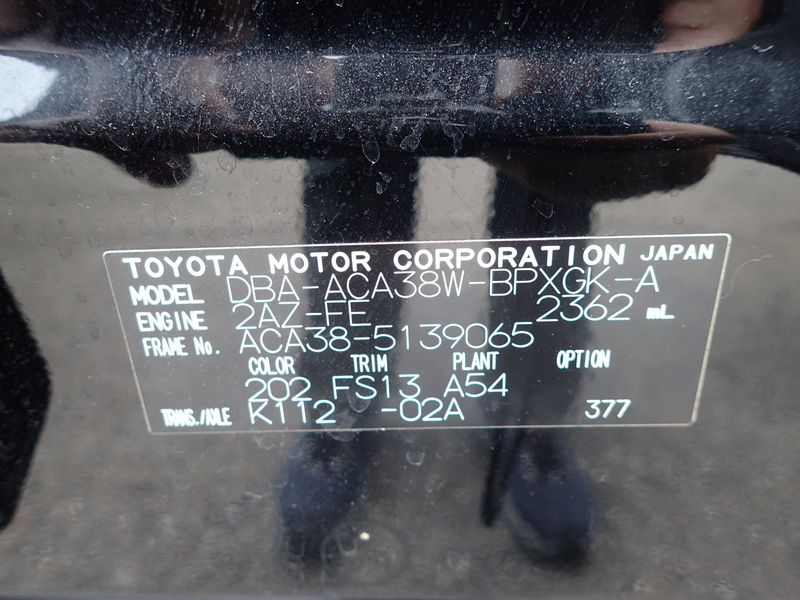 TOYOTA MOTOR CORPORATION JAPAN
MODEL DBA-ACA38W-BPXGK-A
ENGINE 2AZ-FE 2362 mL
FRAME No. ACA38-5139065
COLOR TRIM PLANT OPTION
202 FS13 A54
TRANS./AXLE K112 -02A 377